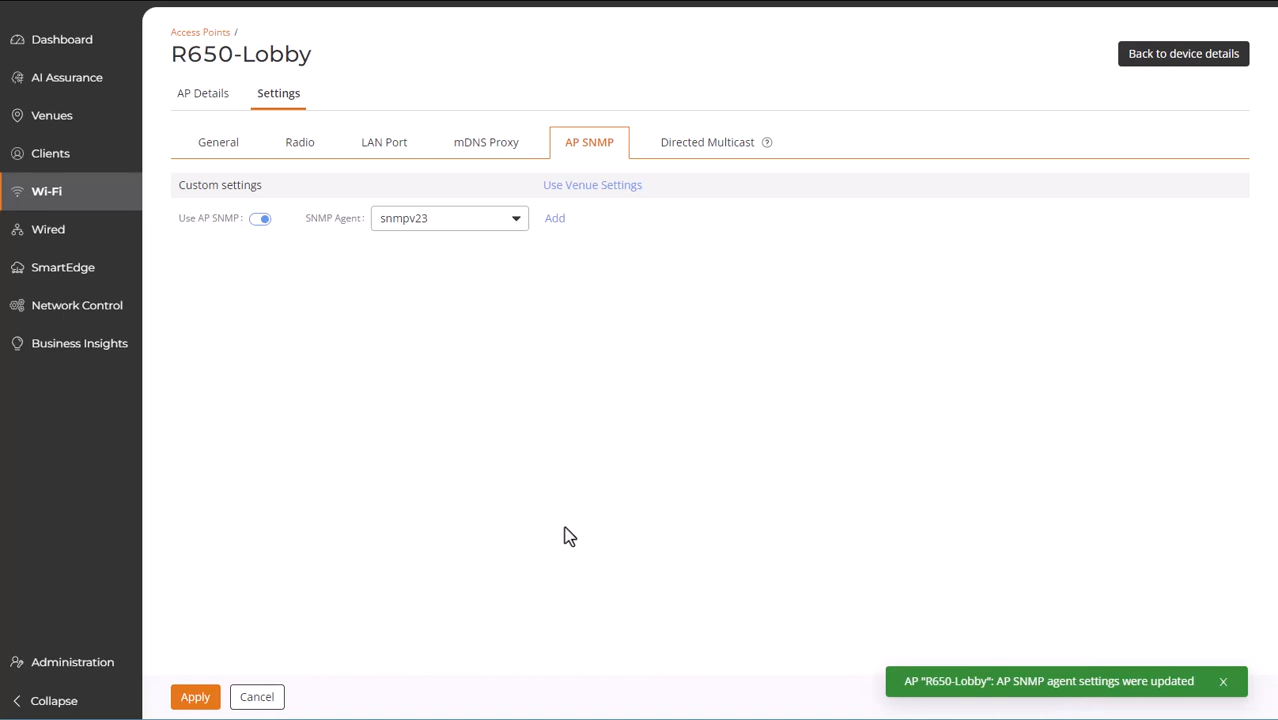 Dashboard
AI Assurance
Venues
Clients
Wi-Fi
Wired
SmartEdge
Network Control
Business Insights
Administration
Collapse
Access Points /
R650-Lobby
Back to device details
AP Details
Settings
General
Radio
LAN Port
mDNS Proxy
AP SNMP
Directed Multicast ?
Custom settings
Use Venue Settings
Use AP SNMP :
SNMP Agent :
snmpv23
Add
Apply
Cancel
AP "R650-Lobby": AP SNMP agent settings were updated